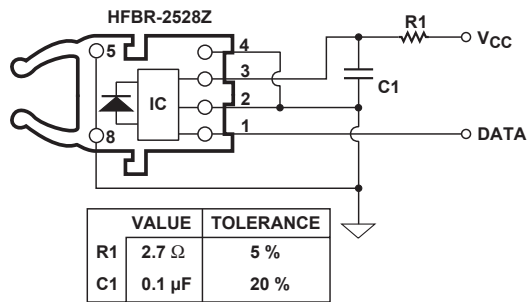 HFBR-2528Z
R1
VCC
5
4
3
C1
IC
2
8
1
DATA
VALUE TOLERANCE
R1 2.7 Ω 5 %
C1 0.1 µF 20 %